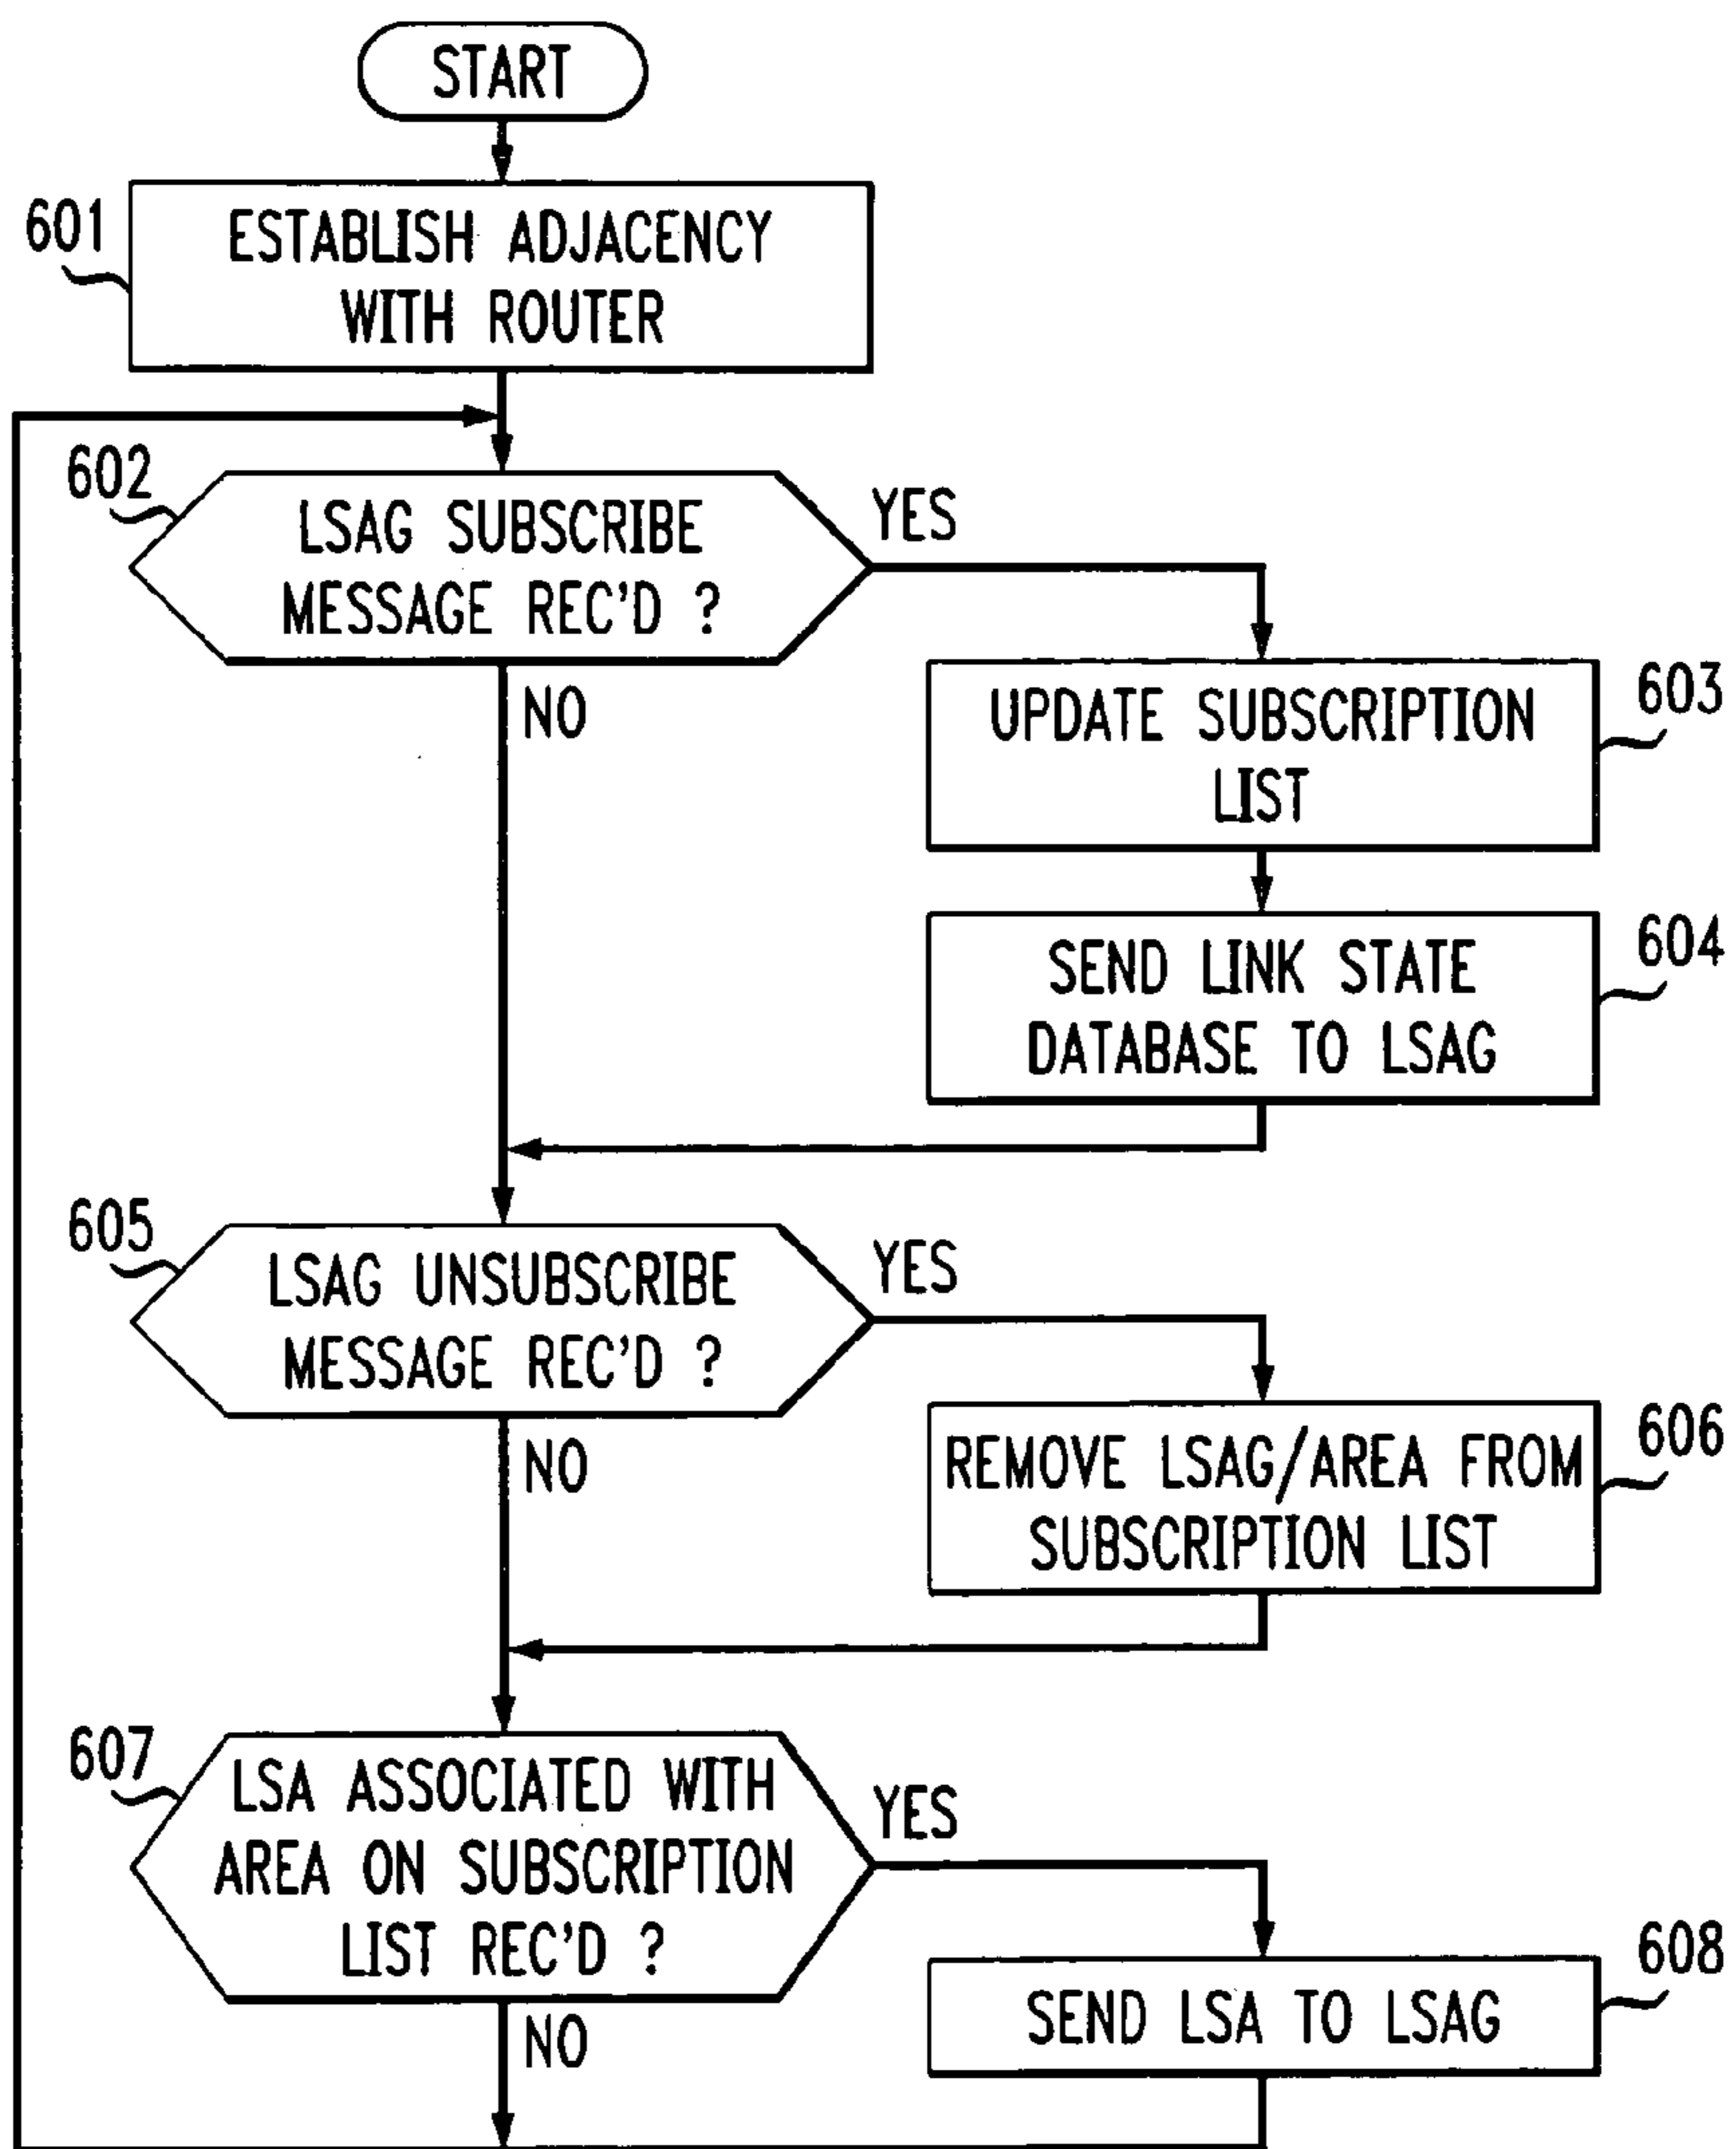 START
601
ESTABLISH ADJACENCY
WITH ROUTER
602
LSAG SUBSCRIBE
MESSAGE REC'D ?
YES
NO
603
UPDATE SUBSCRIPTION
LIST
604
SEND LINK STATE
DATABASE TO LSAG
605
LSAG UNSUBSCRIBE
MESSAGE REC'D ?
YES
NO
606
REMOVE LSAG/AREA FROM
SUBSCRIPTION LIST
607
LSA ASSOCIATED WITH
AREA ON SUBSCRIPTION
LIST REC'D ?
YES
NO
608
SEND LSA TO LSAG